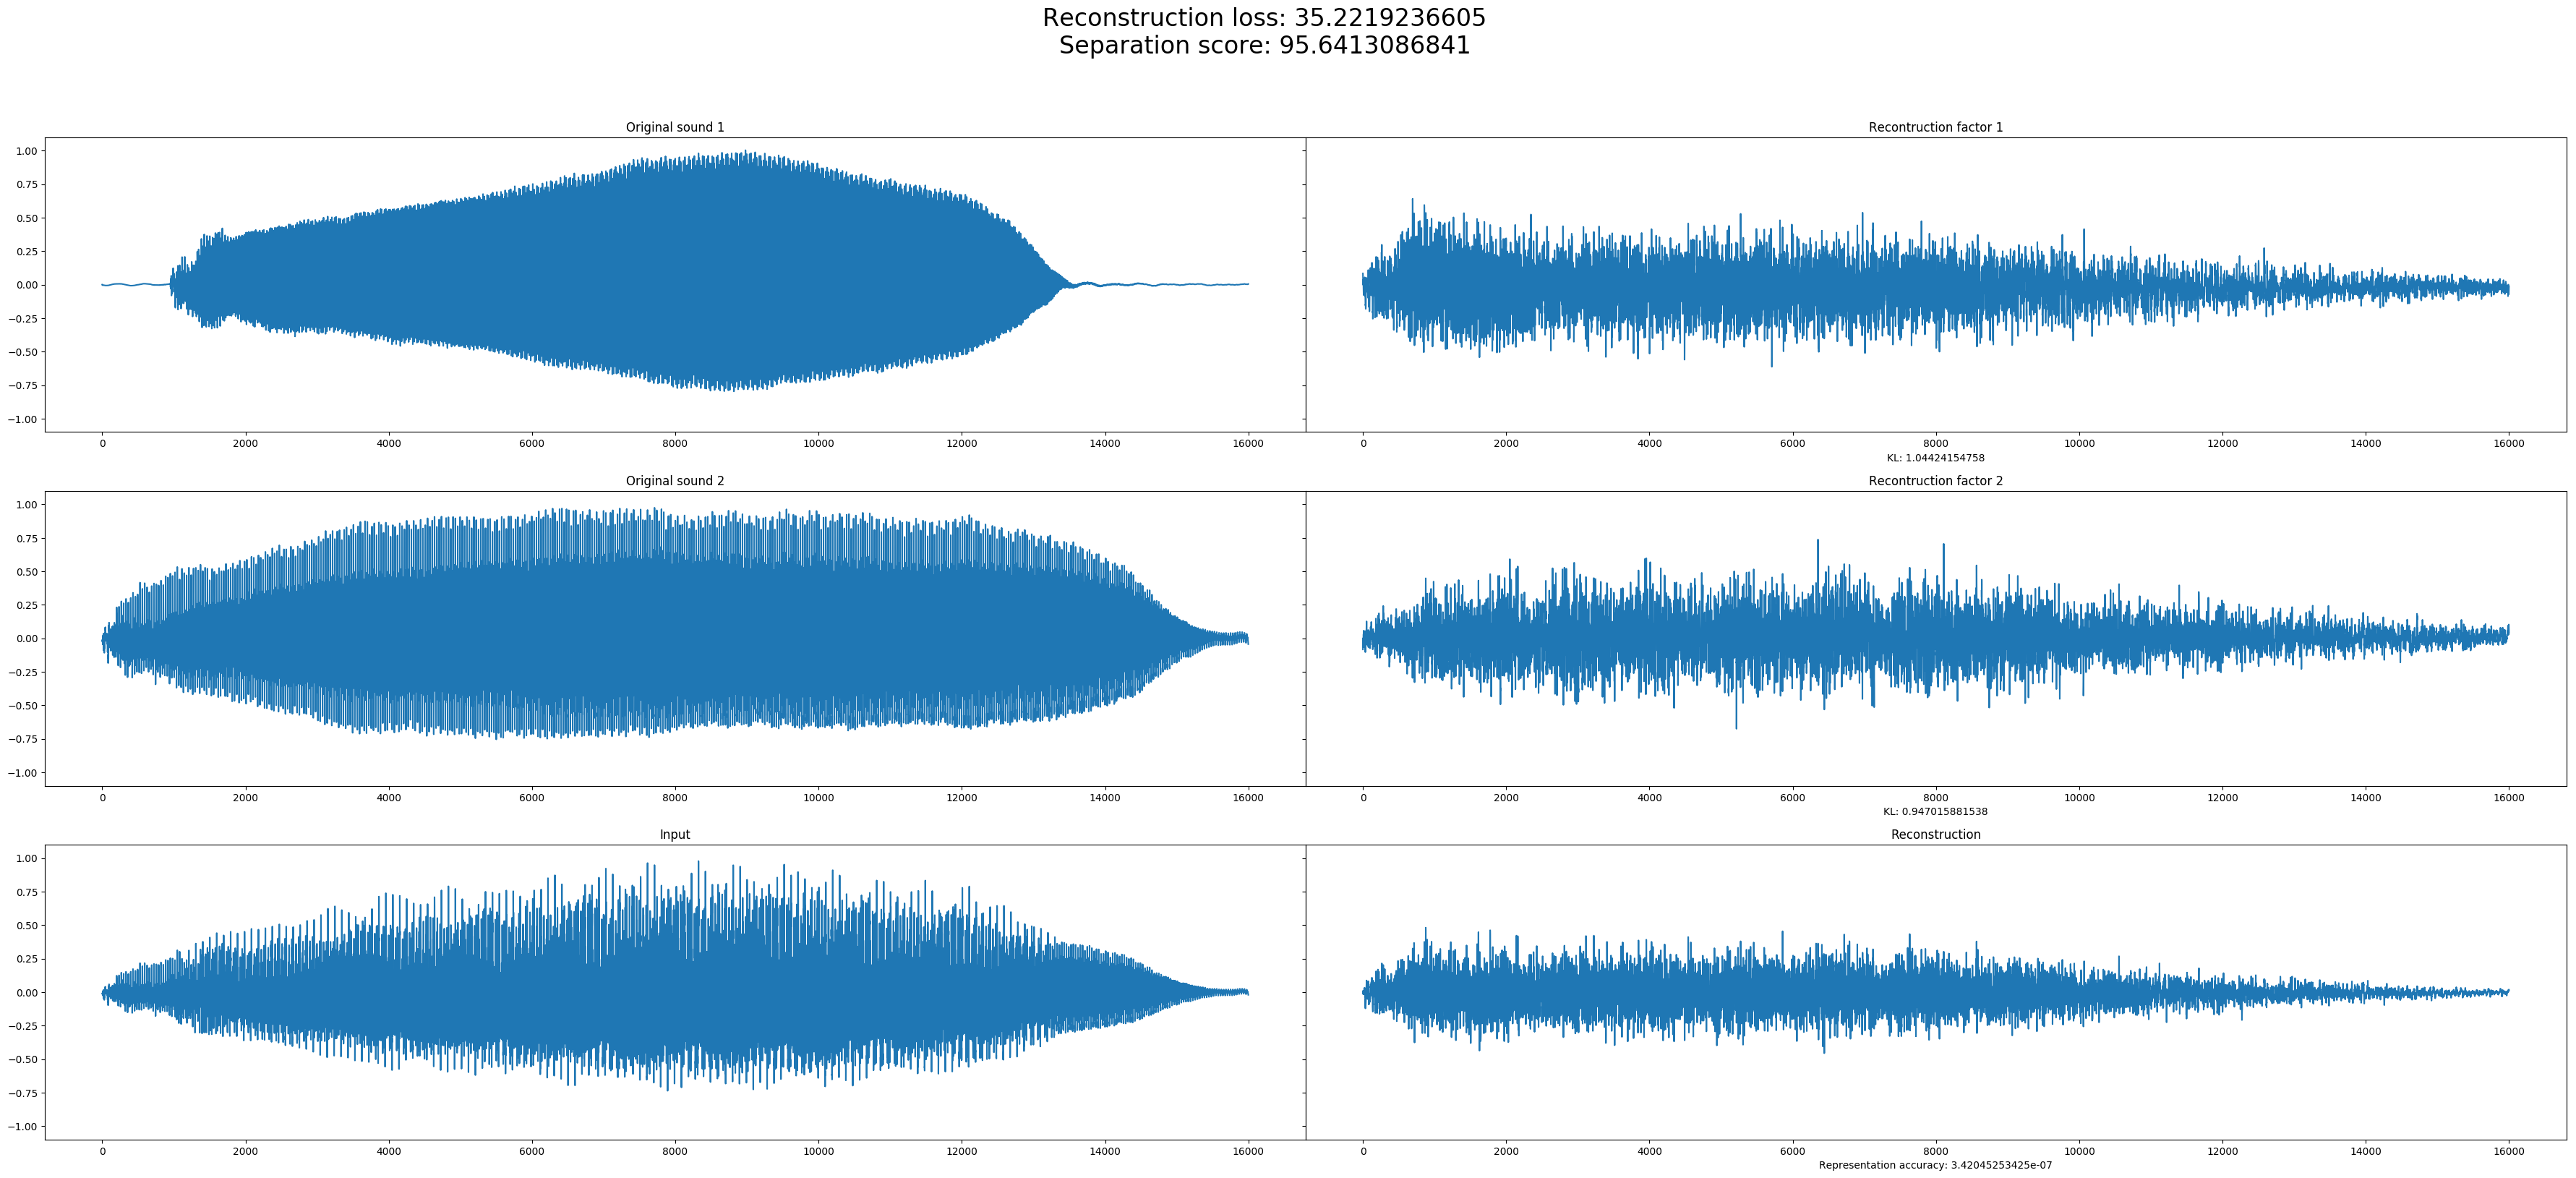 Reconstruction loss: 35.2219236605
Separation score: 95.6413086841
Original sound 1
Recontruction factor 1
1.00
0.75
0.50
0.25
0.00
−0.25
−0.50
−0.75
−1.00
0 2000 4000 6000 8000 10000 12000 14000 16000
0 2000 4000 6000 8000 10000 12000 14000 16000
KL: 1.04424154758
Original sound 2
Recontruction factor 2
1.00
0.75
0.50
0.25
0.00
−0.25
−0.50
−0.75
−1.00
0 2000 4000 6000 8000 10000 12000 14000 16000
0 2000 4000 6000 8000 10000 12000 14000 16000
KL: 0.947015881538
Input
Reconstruction
1.00
0.75
0.50
0.25
0.00
−0.25
−0.50
−0.75
−1.00
0 2000 4000 6000 8000 10000 12000 14000 16000
0 2000 4000 6000 8000 10000 12000 14000 16000
Representation accuracy: 3.42045253425e-07